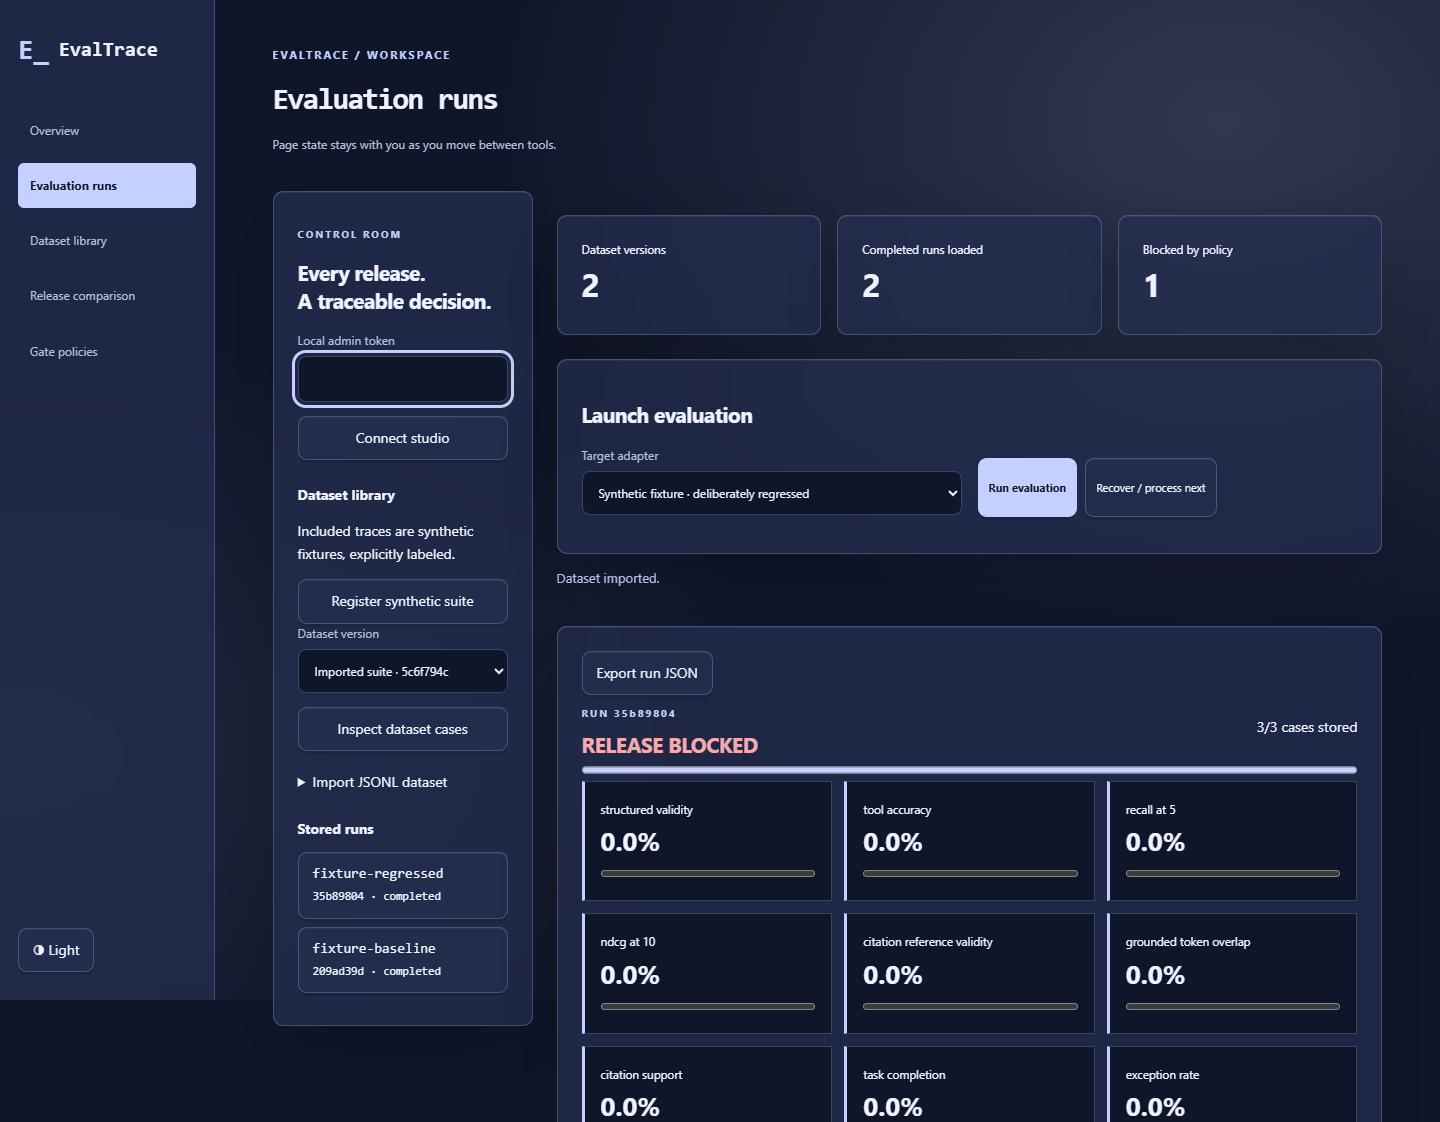 E_ EvalTrace
Overview
Evaluation runs
Dataset library
Release comparison
Gate policies
◑ Light
EVALTRACE / WORKSPACE
Evaluation runs
Page state stays with you as you move between tools.
CONTROL ROOM
Every release.
A traceable decision.
Local admin token
Connect studio
Dataset library
Included traces are synthetic
fixtures, explicitly labeled.
Register synthetic suite
Dataset version
Imported suite · 5c6f794c
Inspect dataset cases
▶ Import JSONL dataset
Stored runs
fixture-regressed
35b89804 · completed
fixture-baseline
209ad39d · completed
Dataset versions
2
Completed runs loaded
2
Blocked by policy
1
Launch evaluation
Target adapter
Synthetic fixture · deliberately regressed
Run evaluation
Recover / process next
Dataset imported.
Export run JSON
RUN 35b89804
RELEASE BLOCKED
3/3 cases stored
structured validity
0.0%
tool accuracy
0.0%
recall at 5
0.0%
ndcg at 10
0.0%
citation reference validity
0.0%
grounded token overlap
0.0%
citation support
0.0%
task completion
0.0%
exception rate
0.0%